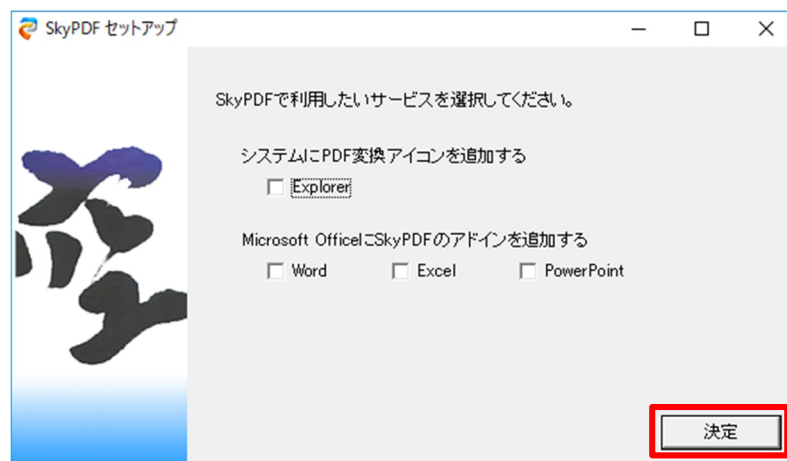 SkyPDF セットアップ
SkyPDFで利用したいサービスを選択してください。
システムにPDF変換アイコンを追加する
Explorer
Microsoft OfficeにSkyPDFのアドインを追加する
Word Excel PowerPoint
空
決定